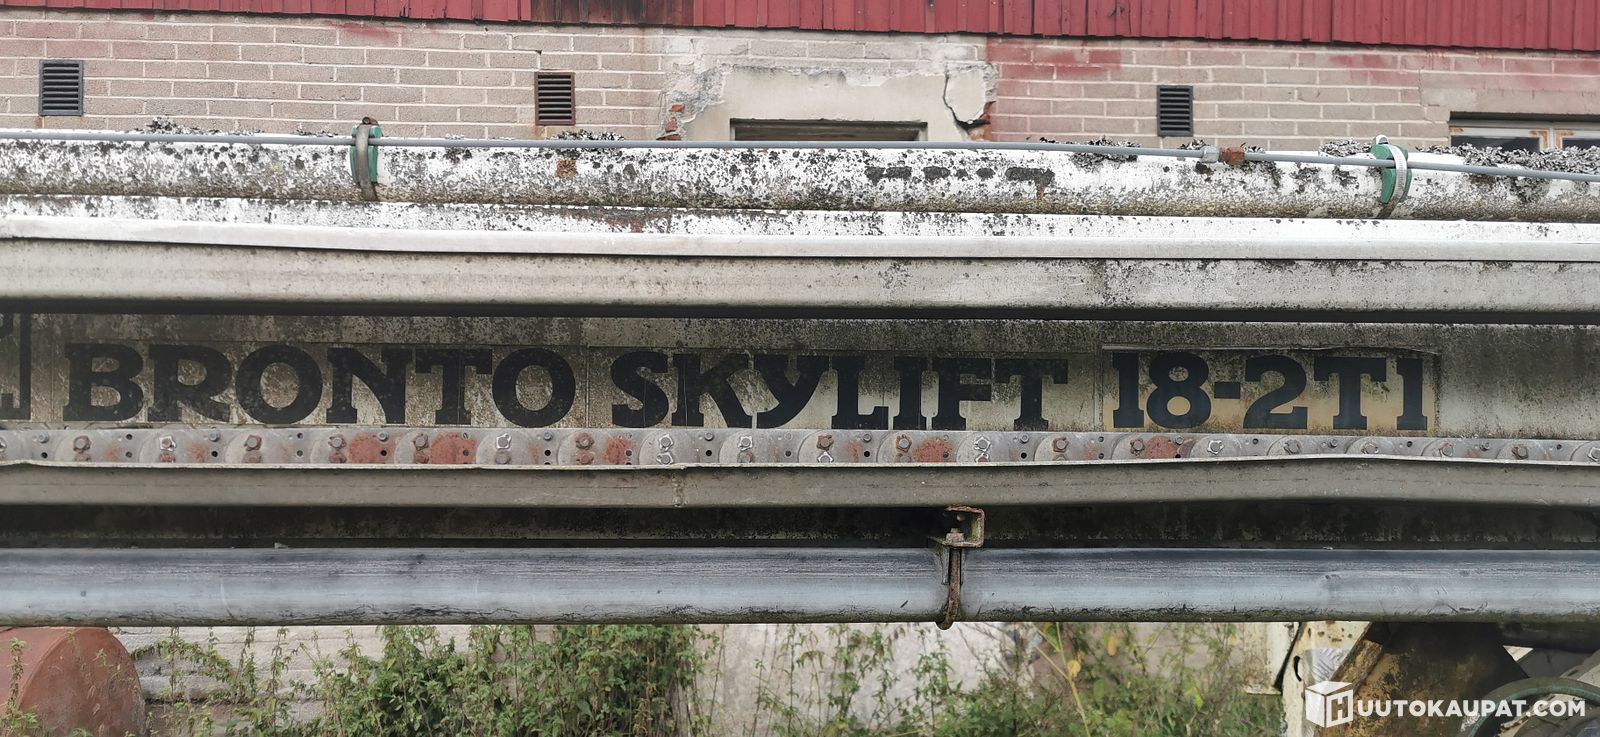 BRONTO SKYLIFT 18-2T1
HUUTOKAUPAT.COM